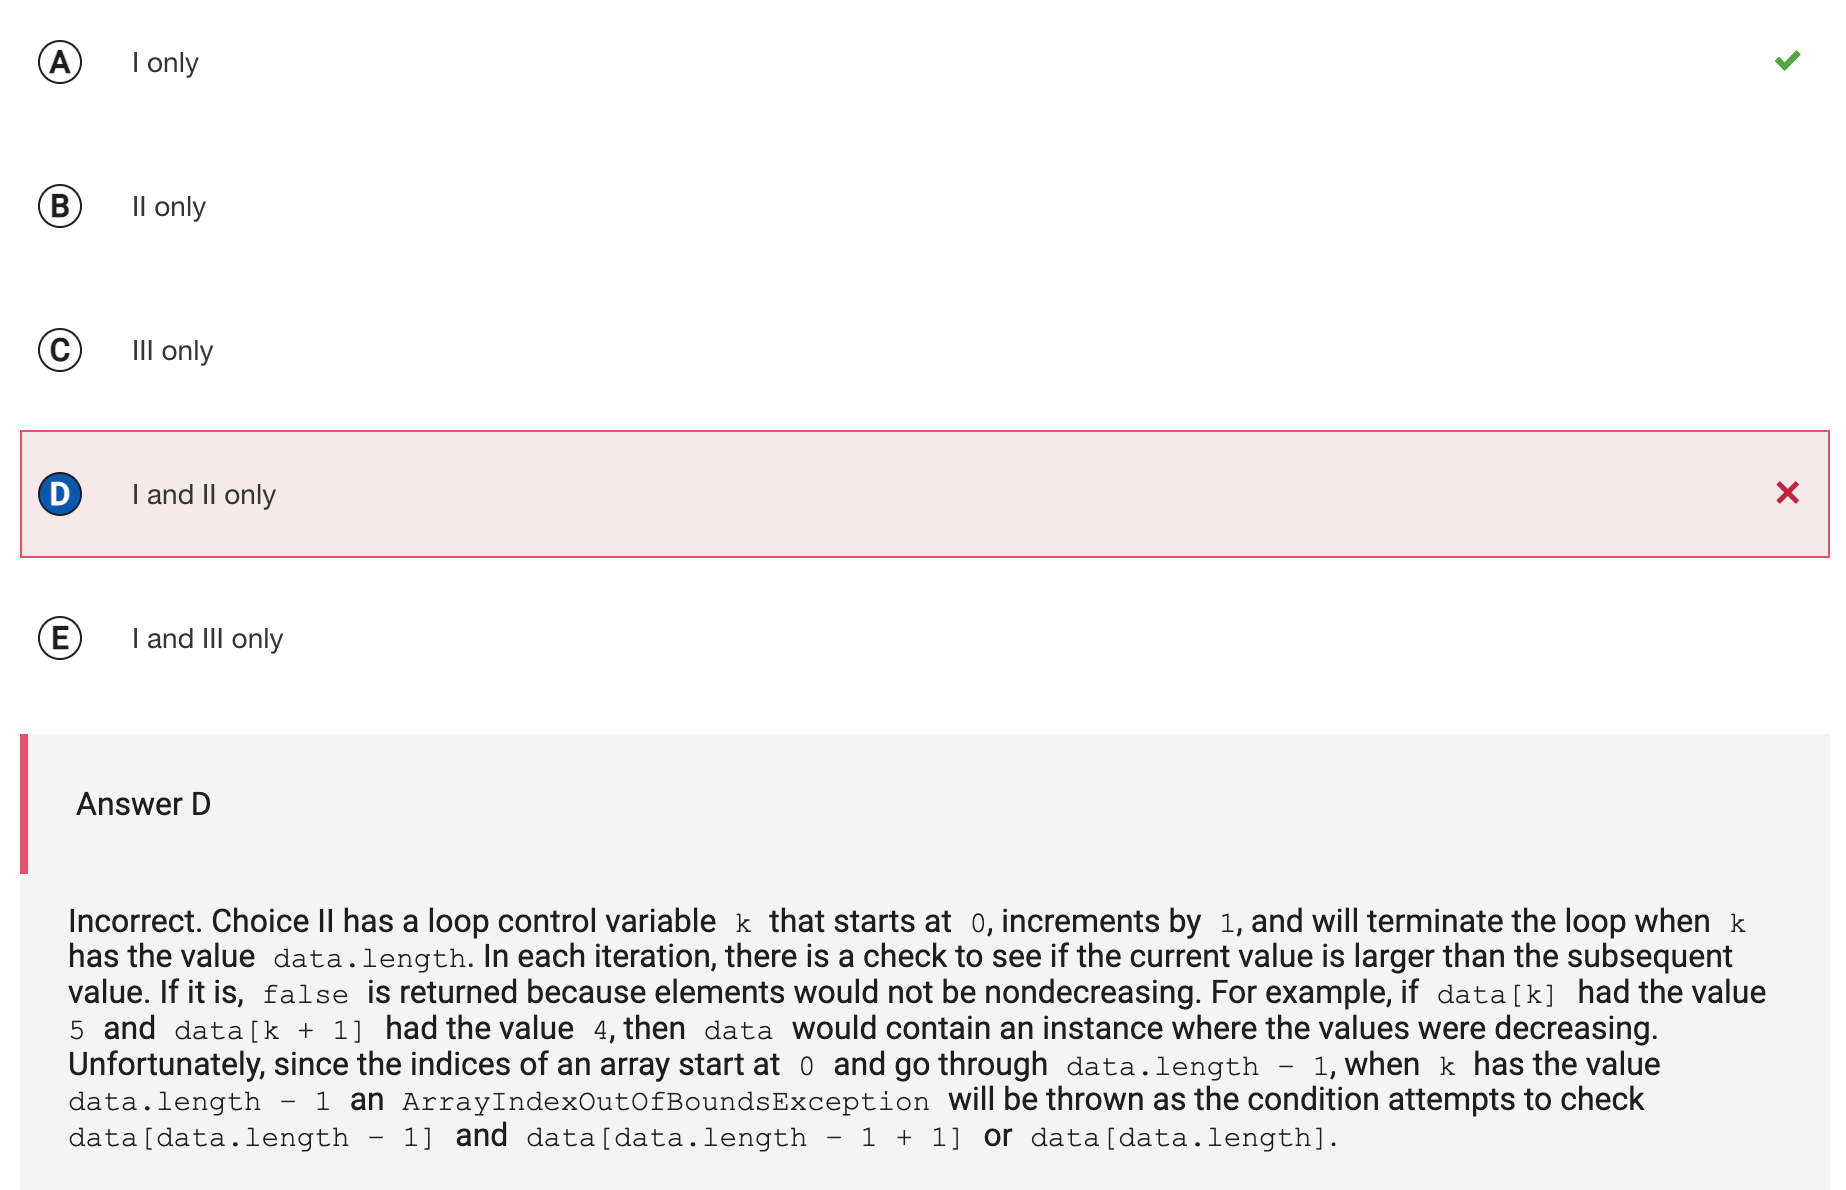 A I only
B II only
C III only
D I and II only
E I and III only
Answer D
Incorrect. Choice II has a loop control variable k that starts at 0, increments by 1, and will terminate the loop when k
has the value data.length. In each iteration, there is a check to see if the current value is larger than the subsequent
value. If it is, false is returned because elements would not be nondecreasing. For example, if data[k] had the value
5 and data[k + 1] had the value 4, then data would contain an instance where the values were decreasing.
Unfortunately, since the indices of an array start at 0 and go through data.length − 1, when k has the value
data.length − 1 an ArrayIndexOutOfBoundsException will be thrown as the condition attempts to check
data[data.length − 1] and data[data.length − 1 + 1] or data[data.length].